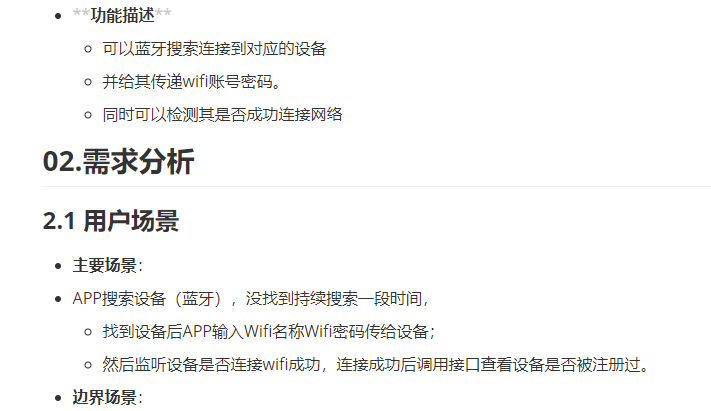 **功能描述**
可以蓝牙搜索连接到对应的设备
并给其传递wifi账号密码。
同时可以检测其是否成功连接网络
02.需求分析
2.1 用户场景
主要场景：
APP搜索设备（蓝牙），没找到持续搜索一段时间，
找到设备后APP输入Wifi名称Wifi密码传给设备；
然后监听设备是否连接wifi成功，连接成功后调用接口查看设备是否被注册过。
边界场景：